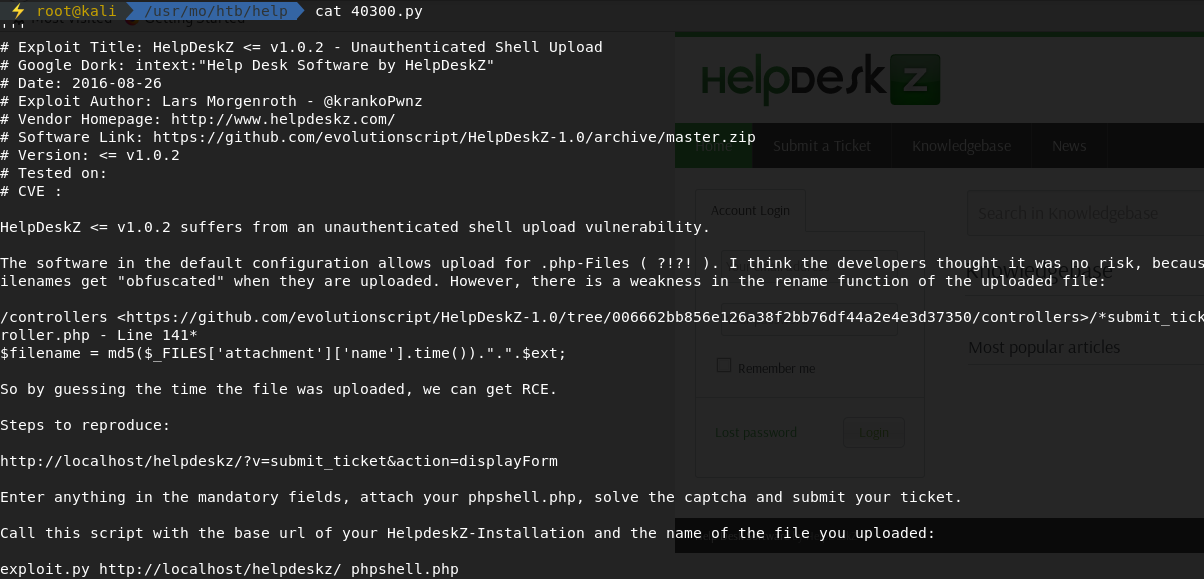 ⚡ root@kali /usr/mo/htb/help cat 40300.py
'''
# Exploit Title: HelpDeskZ <= v1.0.2 - Unauthenticated Shell Upload
# Google Dork: intext:"Help Desk Software by HelpDeskZ"
# Date: 2016-08-26
# Exploit Author: Lars Morgenroth - @krankoPwnz
# Vendor Homepage: http://www.helpdeskz.com/
# Software Link: https://github.com/evolutionscript/HelpDeskZ-1.0/archive/master.zip
# Version: <= v1.0.2
# Tested on:
# CVE :

HelpDeskZ <= v1.0.2 suffers from an unauthenticated shell upload vulnerability.

The software in the default configuration allows upload for .php-Files ( ?!?! ). I think the developers thought it was no risk, becaus
ilenames get "obfuscated" when they are uploaded. However, there is a weakness in the rename function of the uploaded file:

/controllers <https://github.com/evolutionscript/HelpDeskZ-1.0/tree/006662bb856e126a38f2bb76df44a2e4e3d37350/controllers>/*submit_tick
roller.php - Line 141*
$filename = md5($_FILES['attachment']['name'].time()).".".$ext;

So by guessing the time the file was uploaded, we can get RCE.

Steps to reproduce:

http://localhost/helpdeskz/?v=submit_ticket&action=displayForm

Enter anything in the mandatory fields, attach your phpshell.php, solve the captcha and submit your ticket.

Call this script with the base url of your HelpdeskZ-Installation and the name of the file you uploaded:

exploit.py http://localhost/helpdeskz/ phpshell.php
Most Visited Getting Started
HelpDeskZ
Home Submit a Ticket Knowledgebase News
Account Login
Search in Knowledgebase
Knowledgebase
Most popular articles
Remember me
Lost password Login